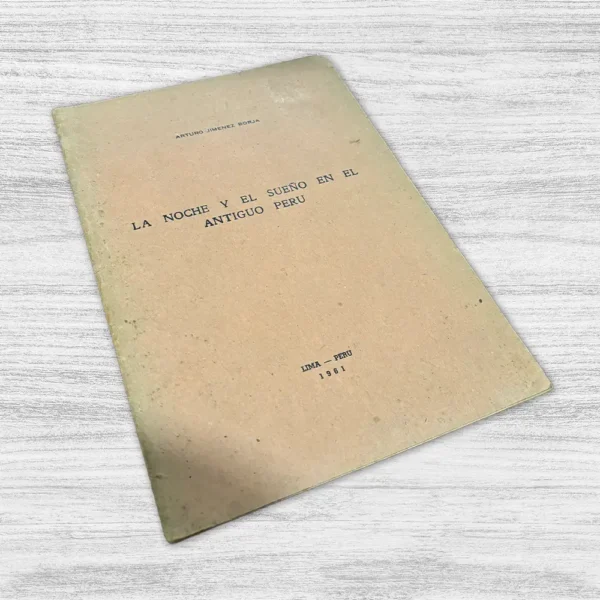 ARTURO JIMENEZ BORJA
LA NOCHE Y EL SUEÑO EN EL
ANTIGUO PERU
LIMA — PERU
1961